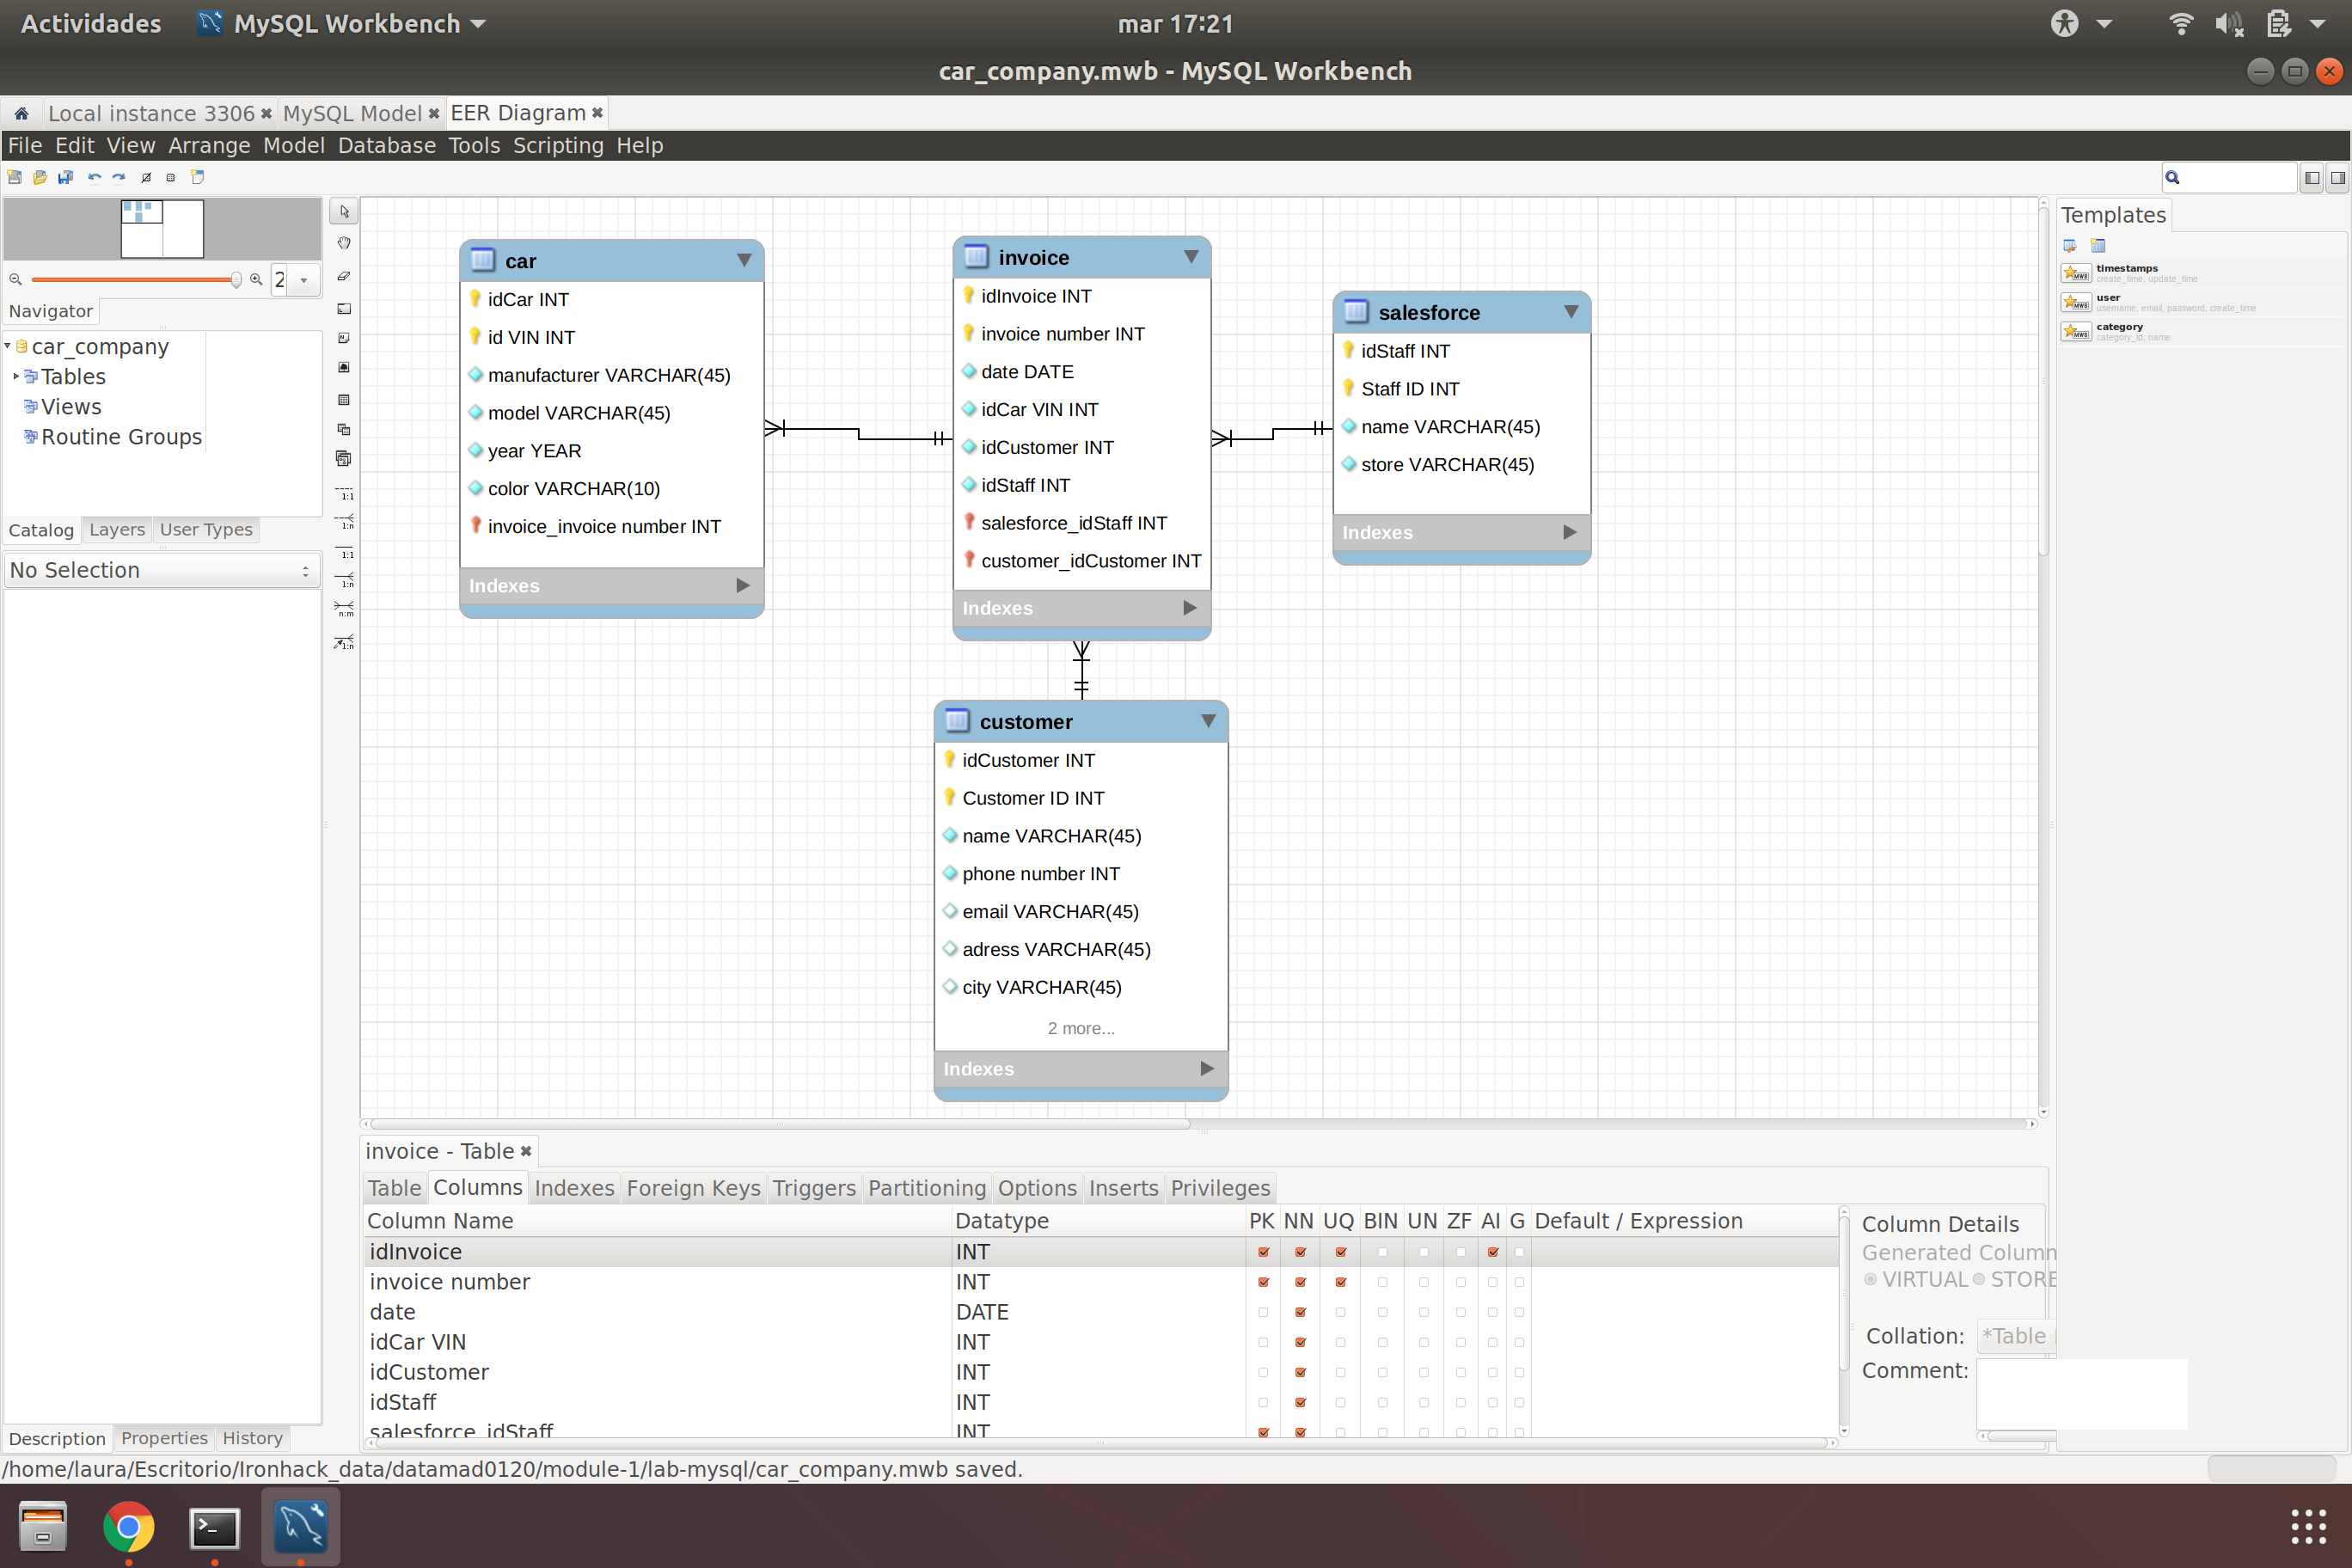 Actividades
MySQL Workbench
mar 17:21
car_company.mwb - MySQL Workbench
Local instance 3306
MySQL Model
EER Diagram
File Edit View Arrange Model Database Tools Scripting Help
2
Navigator
car_company
Tables
Views
Routine Groups
Catalog Layers User Types
No Selection
1:1
1:n
1:1
1:n
n:m
1:n
car
idCar INT
id VIN INT
manufacturer VARCHAR(45)
model VARCHAR(45)
year YEAR
color VARCHAR(10)
invoice_invoice number INT
Indexes
invoice
idInvoice INT
invoice number INT
date DATE
idCar VIN INT
idCustomer INT
idStaff INT
salesforce_idStaff INT
customer_idCustomer INT
Indexes
salesforce
idStaff INT
Staff ID INT
name VARCHAR(45)
store VARCHAR(45)
Indexes
customer
idCustomer INT
Customer ID INT
name VARCHAR(45)
phone number INT
email VARCHAR(45)
adress VARCHAR(45)
city VARCHAR(45)
2 more...
Indexes
Templates
timestamps
create_time, update_time
user
username, email, password, create_time
category
category_id, name
invoice - Table
Table Columns Indexes Foreign Keys Triggers Partitioning Options Inserts Privileges
Column Name Datatype PK NN UQ BIN UN ZF AI G Default / Expression
idInvoice INT
invoice number INT
date DATE
idCar VIN INT
idCustomer INT
idStaff INT
salesforce_idStaff INT
Column Details
Generated Column
VIRTUAL STORE
Collation: *Table
Comment:
Description Properties History
/home/laura/Escritorio/Ironhack_data/datamad0120/module-1/lab-mysql/car_company.mwb saved.